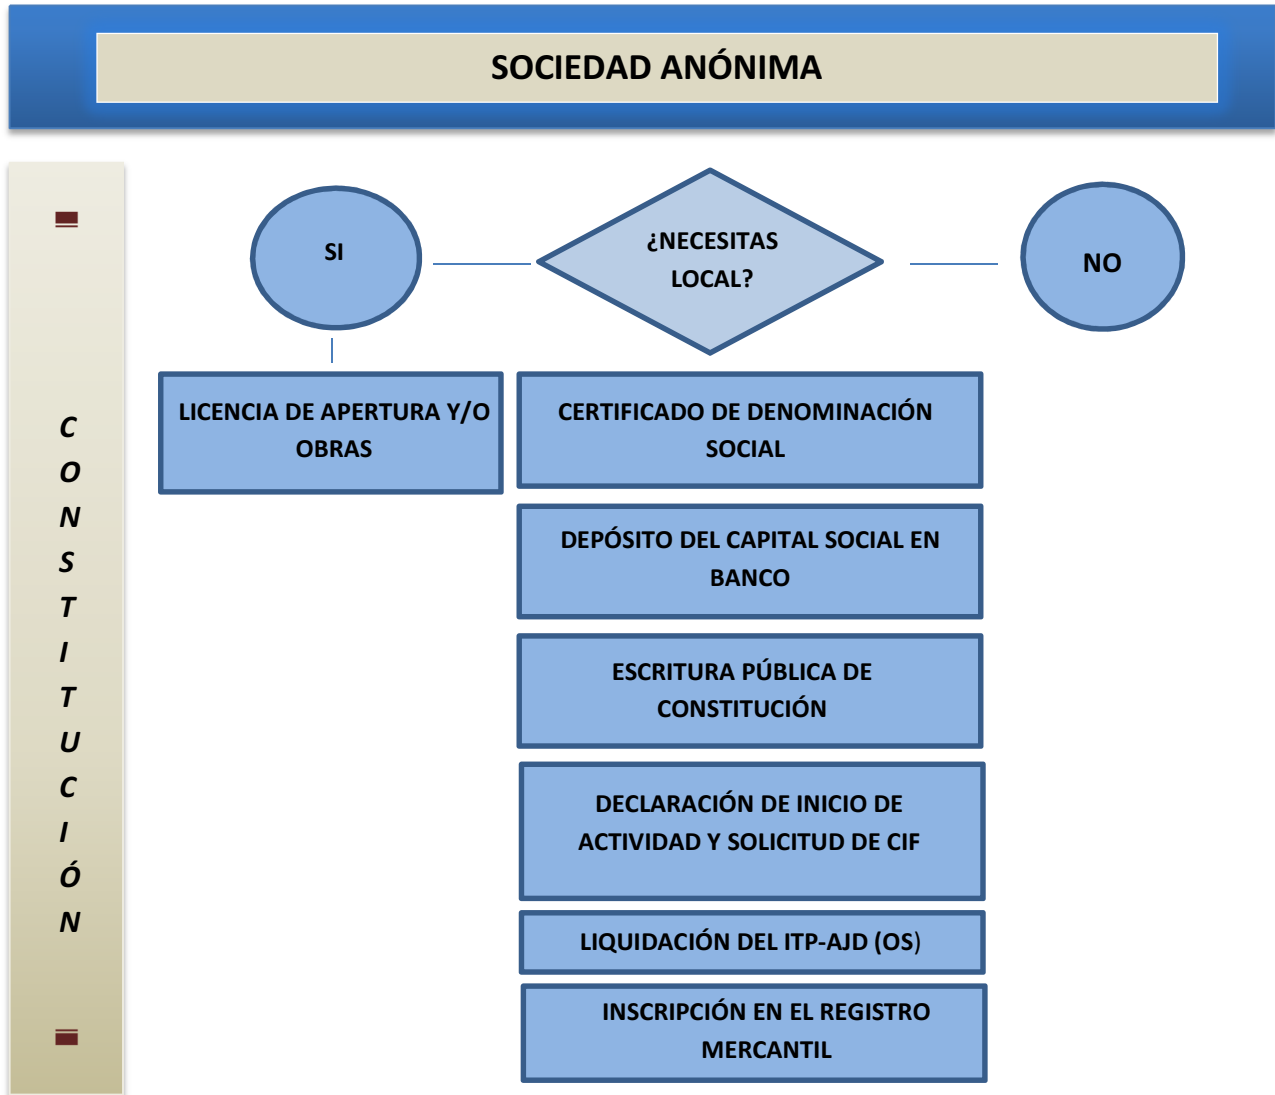 SOCIEDAD ANÓNIMA
C
O
N
S
T
I
T
U
C
I
Ó
N
SI
¿NECESITAS
LOCAL?
NO
LICENCIA DE APERTURA Y/O
OBRAS
CERTIFICADO DE DENOMINACIÓN
SOCIAL
DEPÓSITO DEL CAPITAL SOCIAL EN
BANCO
ESCRITURA PÚBLICA DE
CONSTITUCIÓN
DECLARACIÓN DE INICIO DE
ACTIVIDAD Y SOLICITUD DE CIF
LIQUIDACIÓN DEL ITP-AJD (OS)
INSCRIPCIÓN EN EL REGISTRO
MERCANTIL